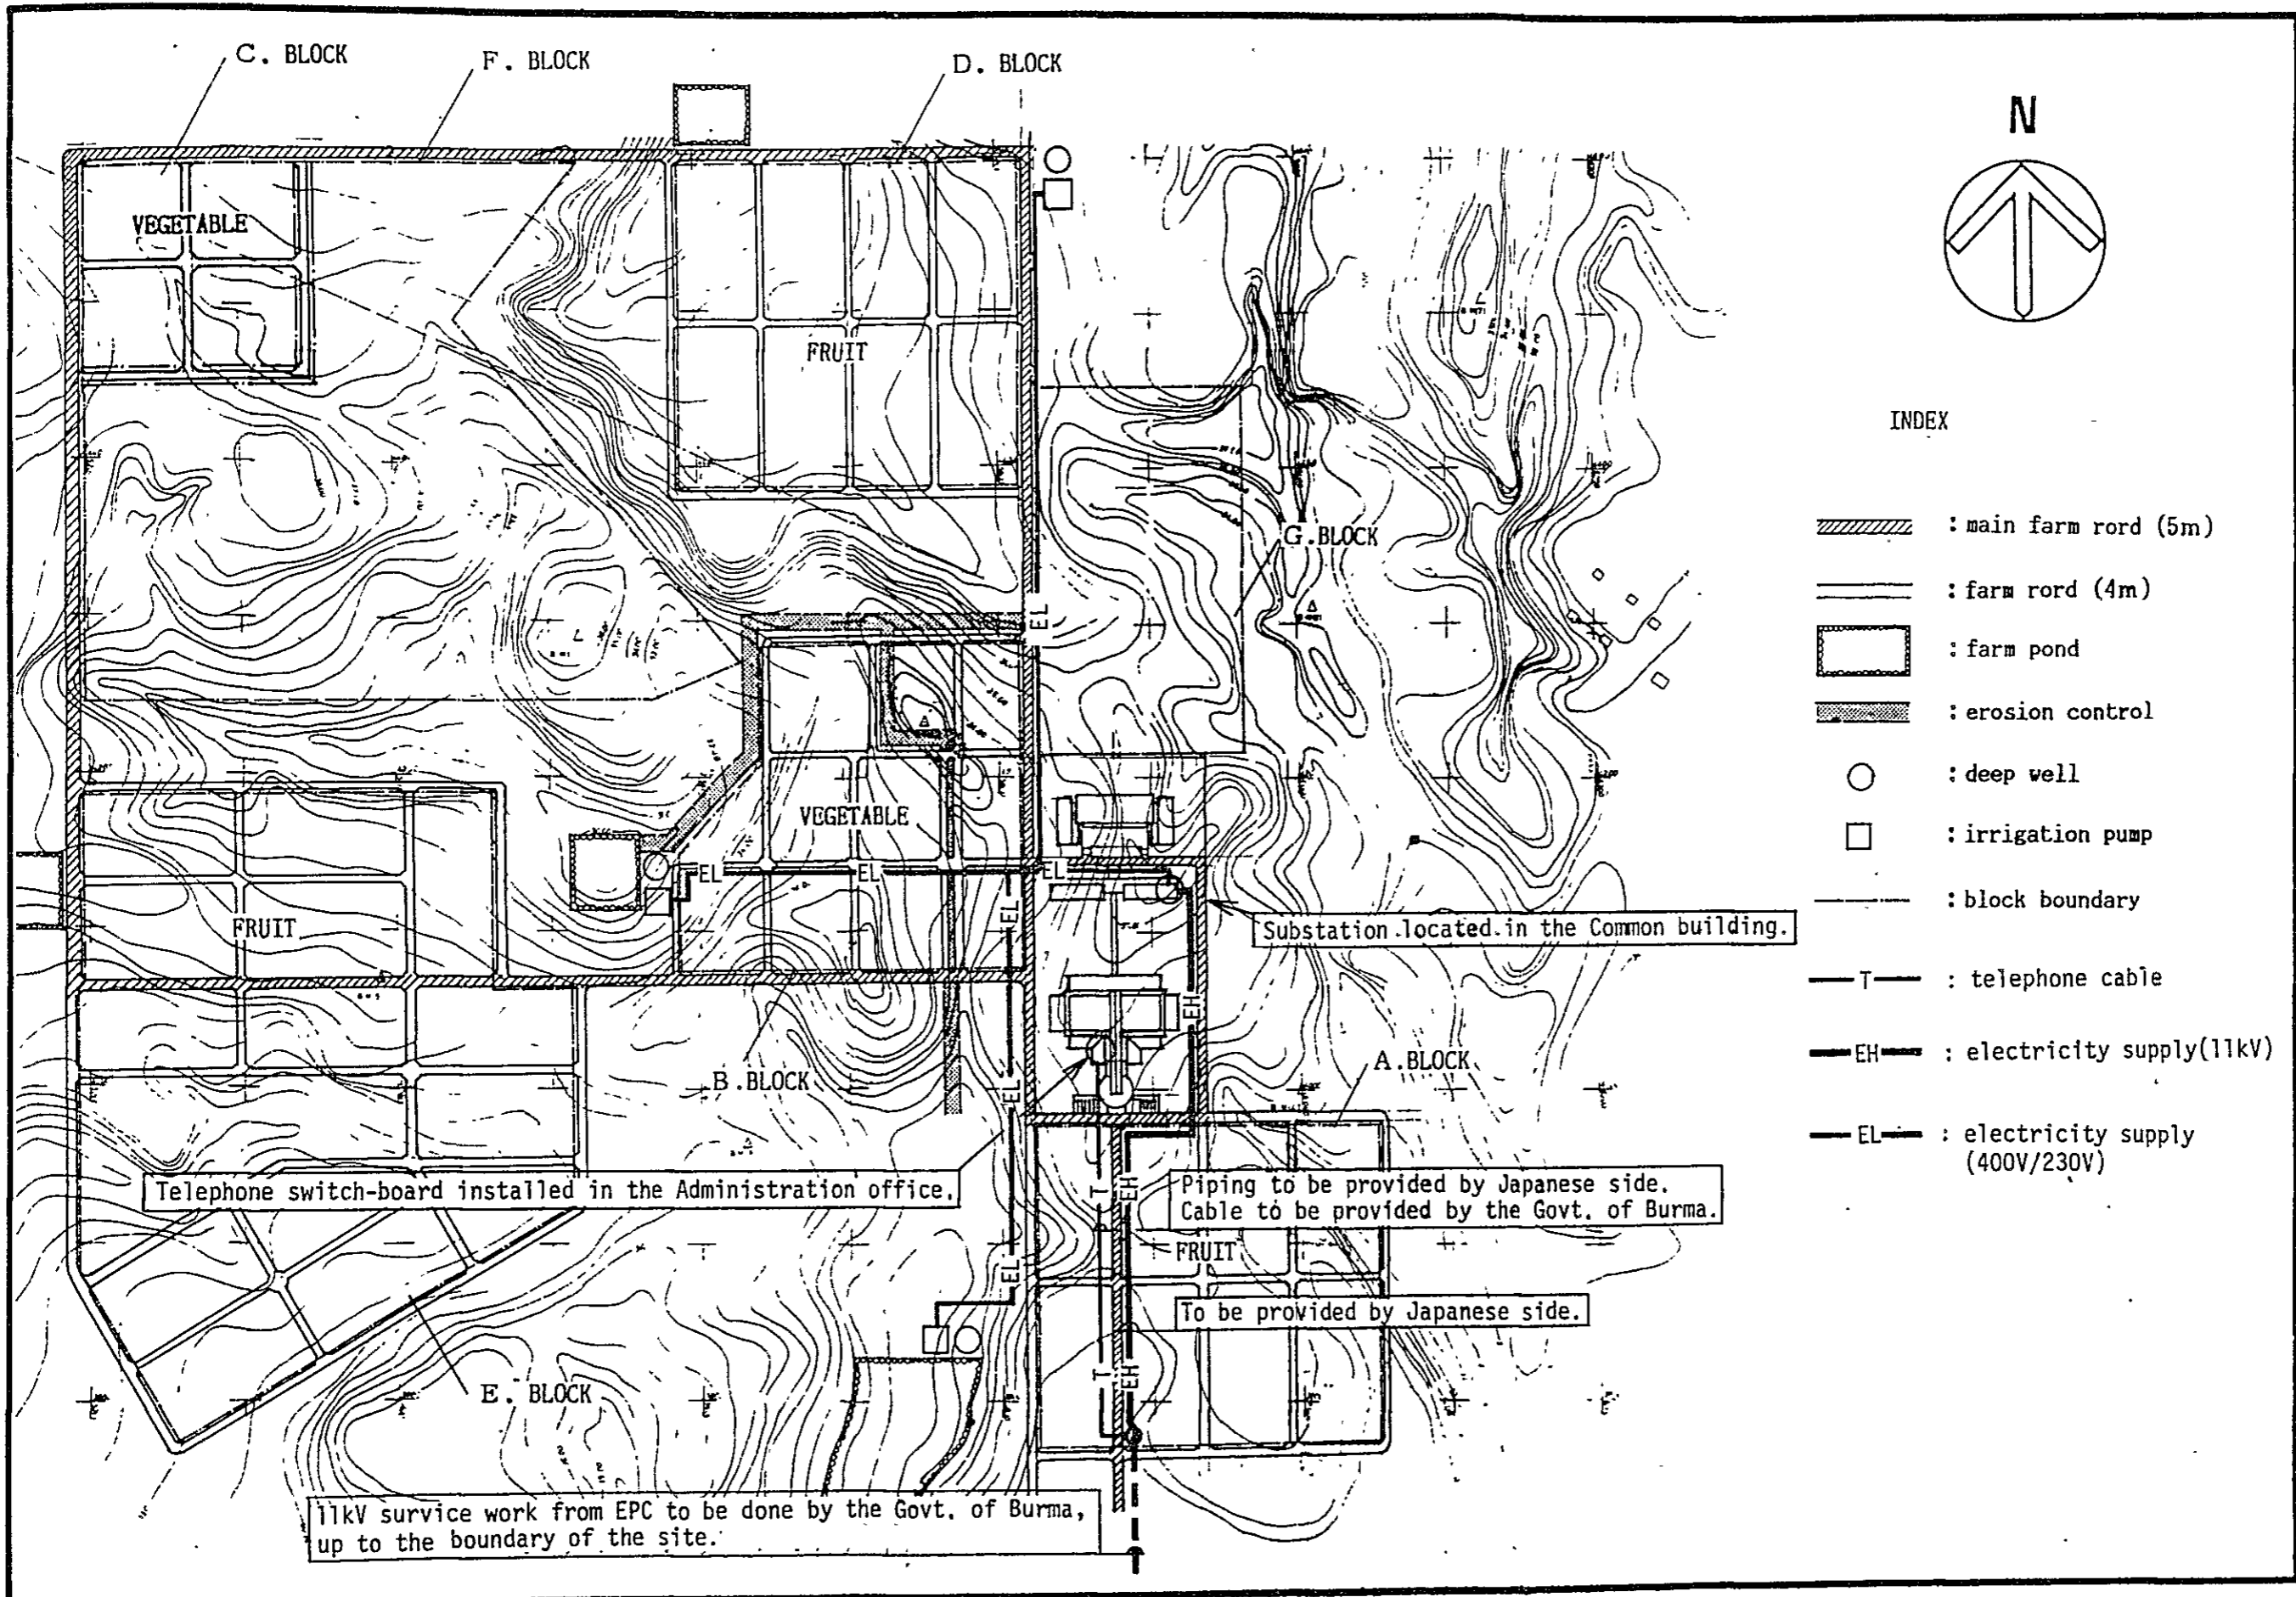 C. BLOCK
F. BLOCK
D. BLOCK
N
VEGETABLE
FRUIT
INDEX
G.BLOCK
: main farm rord (5m)
: farm rord (4m)
: farm pond
: erosion control
: deep well
: irrigation pump
: block boundary
T : telephone cable
EH : electricity supply(11kV)
EL : electricity supply
(400V/230V)
EL
VEGETABLE
EL
EL
EL
EL
FRUIT
Substation located in the Common building.
EH
B.BLOCK
EL
A.BLOCK
Telephone switch-board installed in the Administration office.
T
EH
Piping to be provided by Japanese side.
Cable to be provided by the Govt. of Burma.
FRUIT
EL
To be provided by Japanese side.
T
EH
E. BLOCK
11kV survice work from EPC to be done by the Govt. of Burma,
up to the boundary of the site.